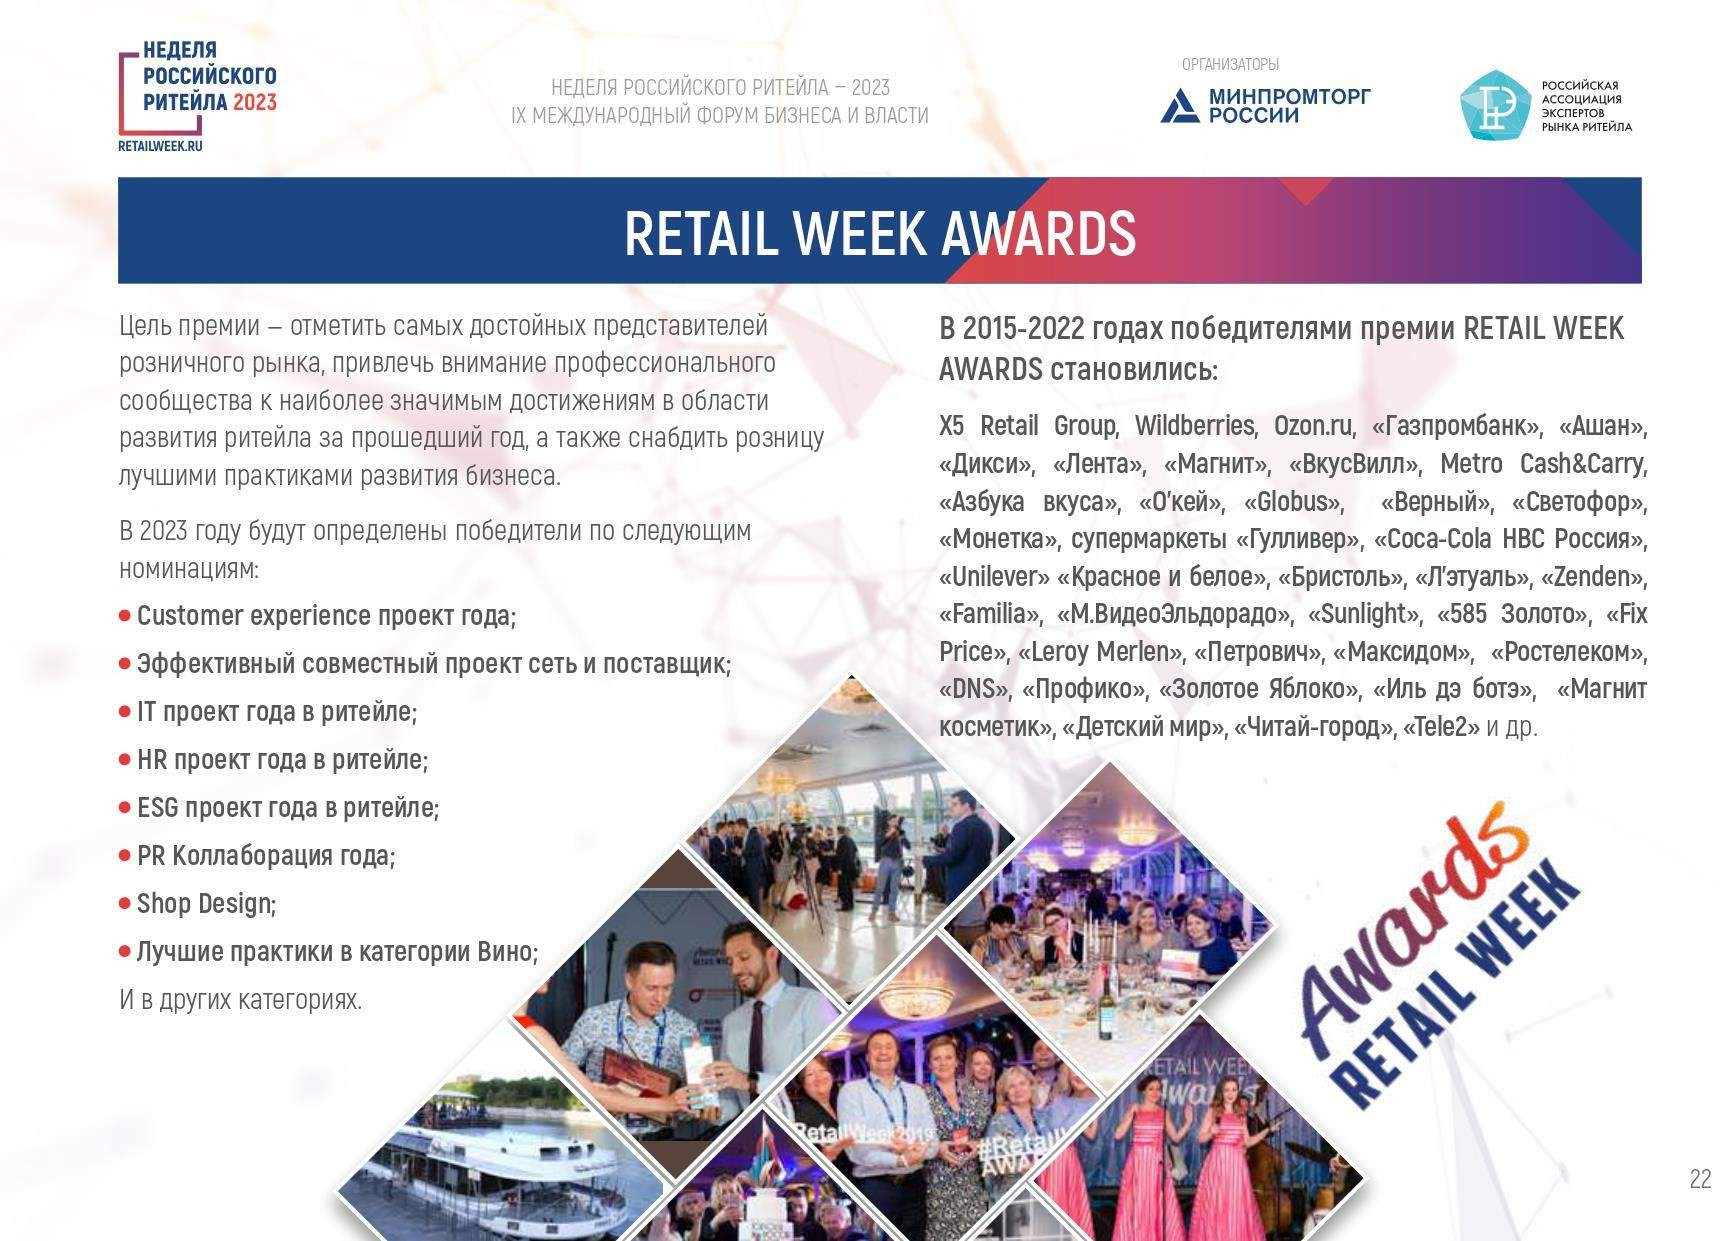 НЕДЕЛЯ
РОССИЙСКОГО
РИТЕЙЛА 2023
RETAILWEEK.RU
НЕДЕЛЯ РОССИЙСКОГО РИТЕЙЛА – 2023
IX МЕЖДУНАРОДНЫЙ ФОРУМ БИЗНЕСА И ВЛАСТИ
ОРГАНИЗАТОРЫ
МИНПРОМТОРГ
РОССИИ
РОССИЙСКАЯ
АССОЦИАЦИЯ
ЭКСПЕРТОВ
РЫНКА РИТЕЙЛА
RETAIL WEEK AWARDS
Цель премии – отметить самых достойных представителей
розничного рынка, привлечь внимание профессионального
сообщества к наиболее значимым достижениям в области
развития ритейла за прошедший год, а также снабдить розницу
лучшими практиками развития бизнеса.
В 2023 году будут определены победители по следующим
номинациям:
• Customer experience проект года;
• Эффективный совместный проект сеть и поставщик;
• IT проект года в ритейле;
• HR проект года в ритейле;
• ESG проект года в ритейле;
• PR Коллаборация года;
• Shop Design;
• Лучшие практики в категории Вино;
И в других категориях.
В 2015-2022 годах победителями премии RETAIL WEEK
AWARDS становились:
X5 Retail Group, Wildberries, Ozon.ru, «Газпромбанк», «Ашан»,
«Дикси», «Лента», «Магнит», «ВкусВилл», Metro Cash&Carry,
«Азбука вкуса», «О'кей», «Globus», «Верный», «Светофор»,
«Монетка», супермаркеты «Гулливер», «Coca-Cola HBC Россия»,
«Unilever» «Красное и белое», «Бристоль», «Л'этуаль», «Zenden»,
«Familia», «М.ВидеоЭльдорадо», «Sunlight», «585 Золото», «Fix
Price», «Leroy Merlen», «Петрович», «Максидом», «Ростелеком»,
«DNS», «Профико», «Золотое Яблоко», «Иль дэ ботэ», «Магнит
косметик», «Детский мир», «Читай-город», «Tele2» и др.
Awards
RETAIL WEEK
RetailWeek2019
#Retail
AWA
RETAIL WEEK
Awards
22